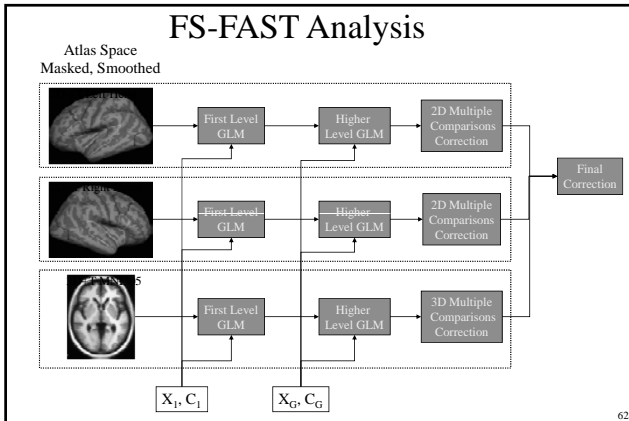 FS-FAST Analysis
Atlas Space
Masked, Smoothed
First Level
GLM
Higher
Level GLM
2D Multiple
Comparisons
Correction
Final
Correction
Right
First Level
GLM
Higher
Level GLM
2D Multiple
Comparisons
Correction
First Level
GLM
Higher
Level GLM
3D Multiple
Comparisons
Correction
X1, C1
XG, CG
62